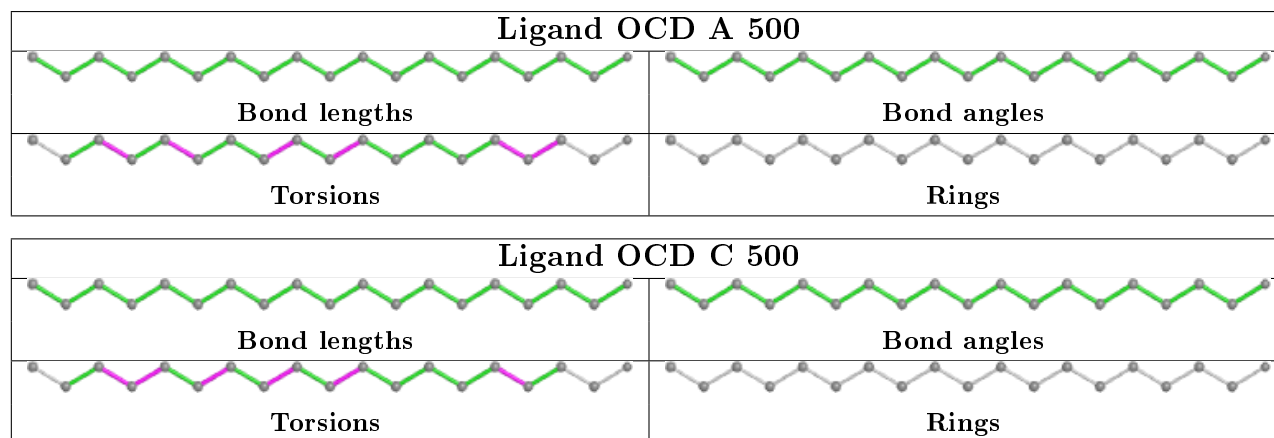 Ligand OCD A 500
Bond lengths
Bond angles
Torsions
Rings
Ligand OCD C 500
Bond lengths
Bond angles
Torsions
Rings